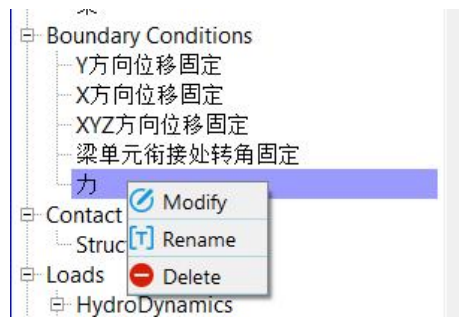 Boundary Conditions
Y方向位移固定
X方向位移固定
XYZ方向位移固定
梁单元衔接处转角固定
力
Modify
Contact
Rename
Struc
Loads
Delete
HydroDynamics